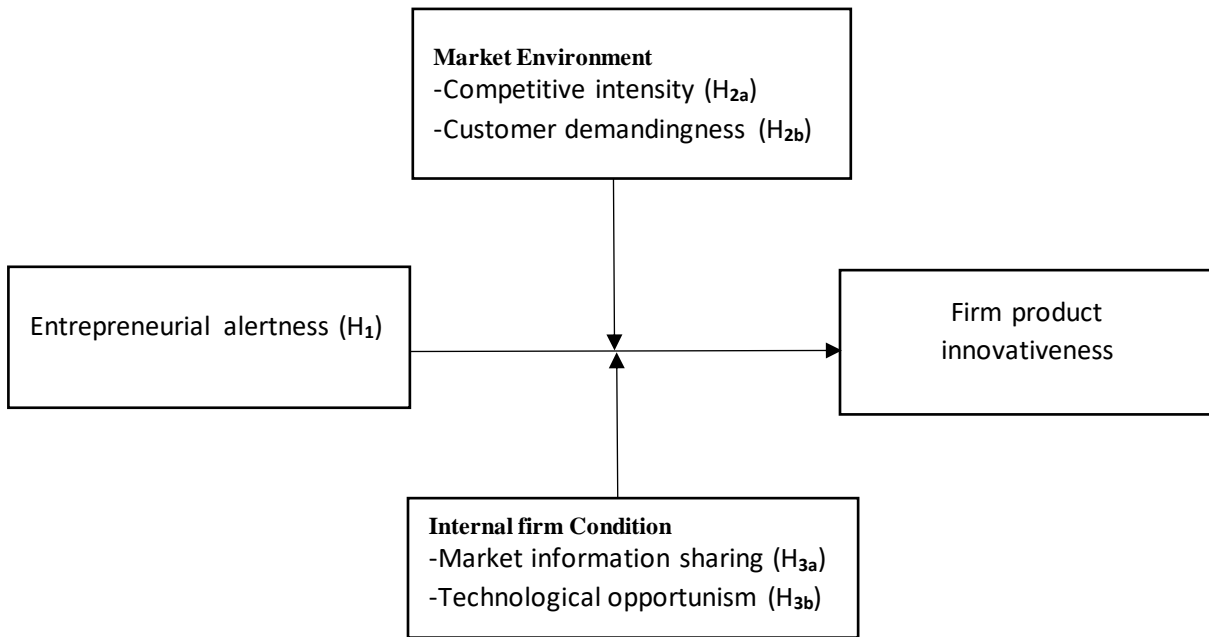 Market Environment
-Competitive intensity (H2a)
-Customer demandingness (H2b)
Entrepreneurial alertness (H1)
Firm product
innovativeness
Internal firm Condition
-Market information sharing (H3a)
-Technological opportunism (H3b)